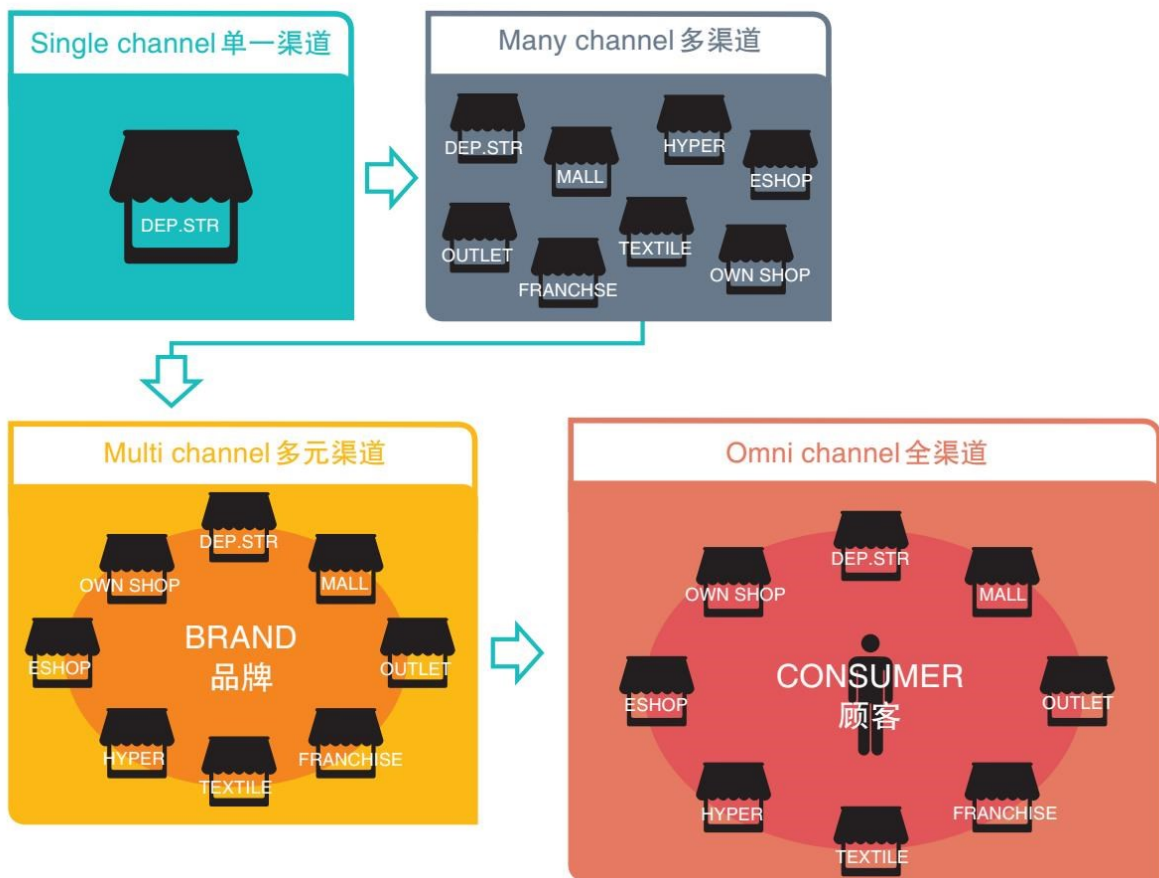 Single channel 单一渠道
DEP.STR
Many channel 多渠道
DEP.STR
MALL
HYPER
ESHOP
OUTLET
FRANCHSE
TEXTILE
OWN SHOP
Multi channel 多元渠道
DEP.STR
OWN SHOP
MALL
BRAND
品牌
ESHOP
OUTLET
HYPER
TEXTILE
FRANCHISE
Omni channel 全渠道
DEP.STR
OWN SHOP
MALL
CONSUMER
顾客
ESHOP
OUTLET
HYPER
TEXTILE
FRANCHISE